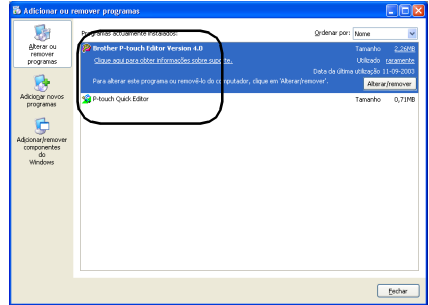 Adicionar ou remover programas
Alterar ou
remover
programas
Adicionar novos
programas
Adicionar/remover
componentes
do
Windows
Programas actualmente instalados:
Ordenar por: Nome
Brother P-touch Editor Version 4.0
Tamanho 2,26MB
Clique aqui para obter informações sobre suporte.
Utilizado raramente
Data da última utilização 11-09-2003
Para alterar este programa ou removê-lo do computador, clique em 'Alterar/remover'.
Alterar/remover
P-touch Quick Editor
Tamanho 0,71MB
Fechar